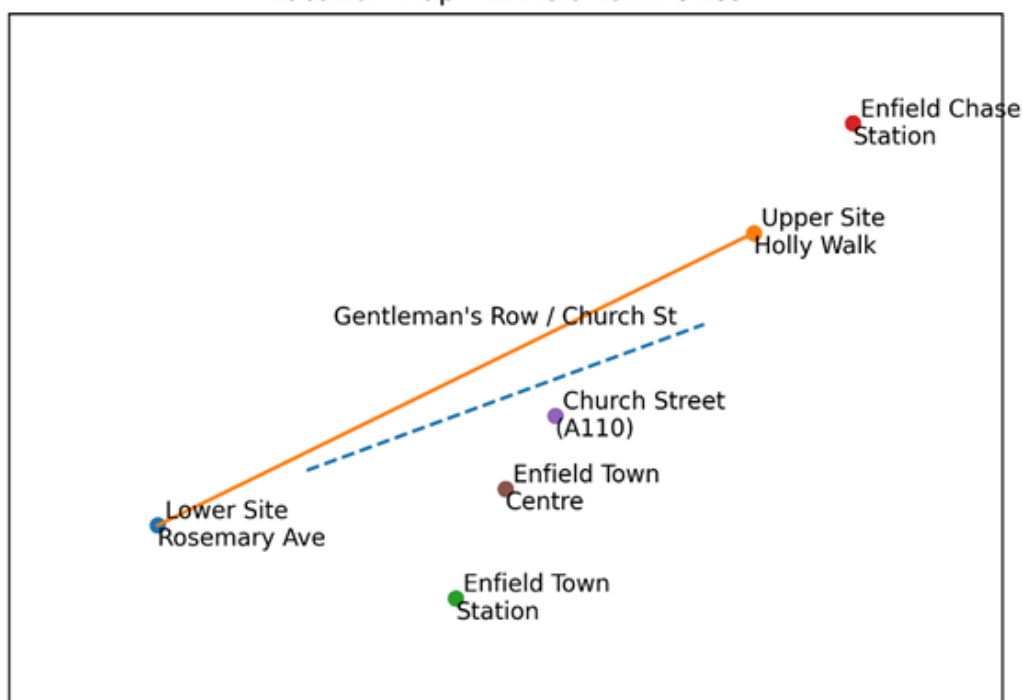 Enfield Chase
Station
Upper Site
Holly Walk
Gentleman's Row / Church St
Church Street
(A110)
Enfield Town
Centre
Lower Site
Rosemary Ave
Enfield Town
Station